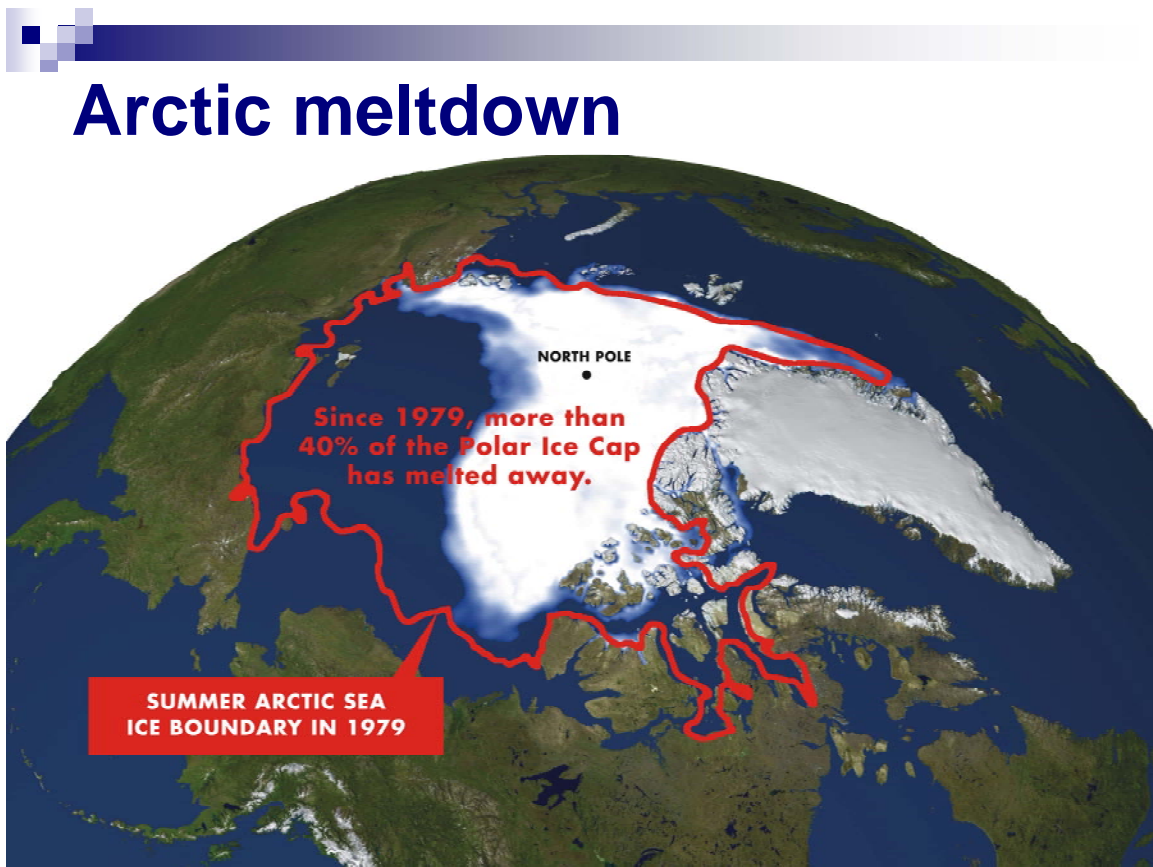 Arctic meltdown
NORTH POLE
Since 1979, more than
40% of the Polar Ice Cap
has melted away.
SUMMER ARCTIC SEA
ICE BOUNDARY IN 1979